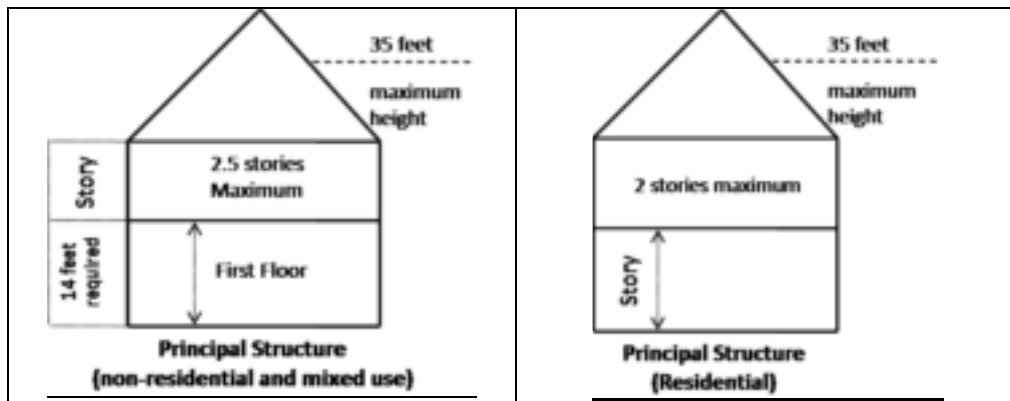 35 feet
maximum
height
Story
2.5 stories
Maximum
14 feet
required
First Floor
Principal Structure
(non-residential and mixed use)
35 feet
maximum
height
2 stories maximum
Story
Principal Structure
(Residential)